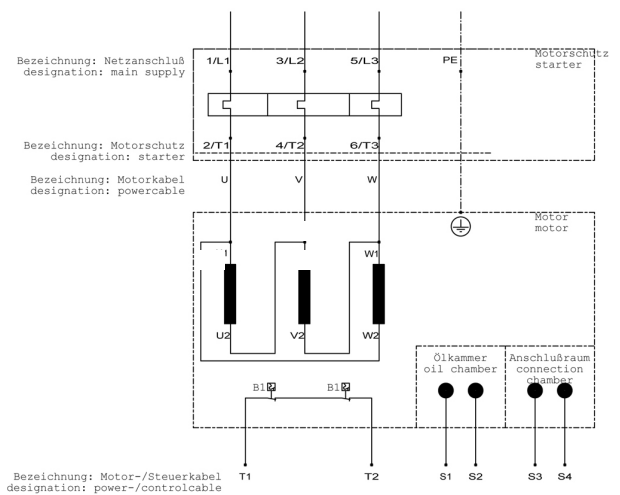 Bezeichnung: Netzanschluß
designation: main supply
1/L1 3/L2 5/L3 PE
Motorschutz
starter
Bezeichnung: Motorschutz
designation: starter
2/T1 4/T2 6/T3
Bezeichnung: Motorkabel
designation: powercable
U V W
Motor
motor
W1
U2 V2 W2
Ölkammer
oil chamber
Anschlußraum
connection
chamber
B1 B1
T1 T2 S1 S2 S3 S4
Bezeichnung: Motor-/Steuerkabel
designation: power-/controlcable